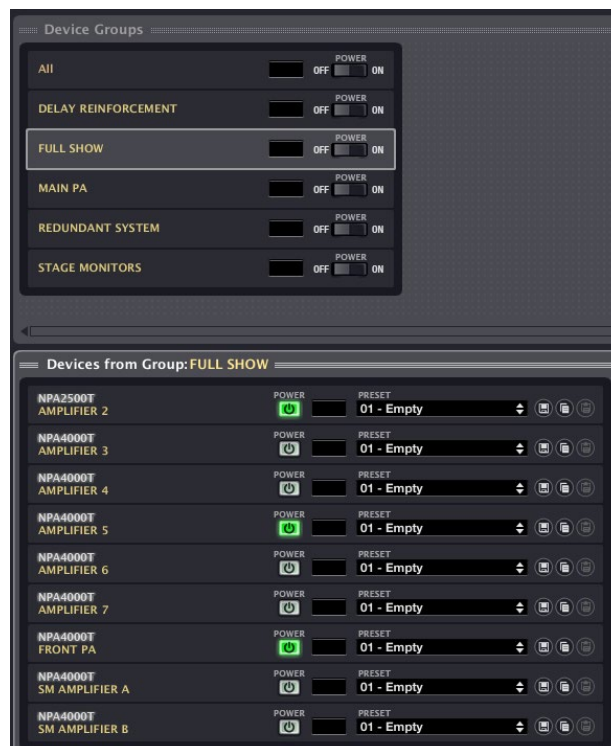 Device Groups
All
POWER
OFF ON
DELAY REINFORCEMENT
POWER
OFF ON
FULL SHOW
POWER
OFF ON
MAIN PA
POWER
OFF ON
REDUNDANT SYSTEM
POWER
OFF ON
STAGE MONITORS
POWER
OFF ON
Devices from Group:FULL SHOW
NPA2500T POWER PRESET
AMPLIFIER 2 01 - Empty
NPA4000T POWER PRESET
AMPLIFIER 3 01 - Empty
NPA4000T POWER PRESET
AMPLIFIER 4 01 - Empty
NPA4000T POWER PRESET
AMPLIFIER 5 01 - Empty
NPA4000T POWER PRESET
AMPLIFIER 6 01 - Empty
NPA4000T POWER PRESET
AMPLIFIER 7 01 - Empty
NPA4000T POWER PRESET
FRONT PA 01 - Empty
NPA4000T POWER PRESET
SM AMPLIFIER A 01 - Empty
NPA4000T POWER PRESET
SM AMPLIFIER B 01 - Empty